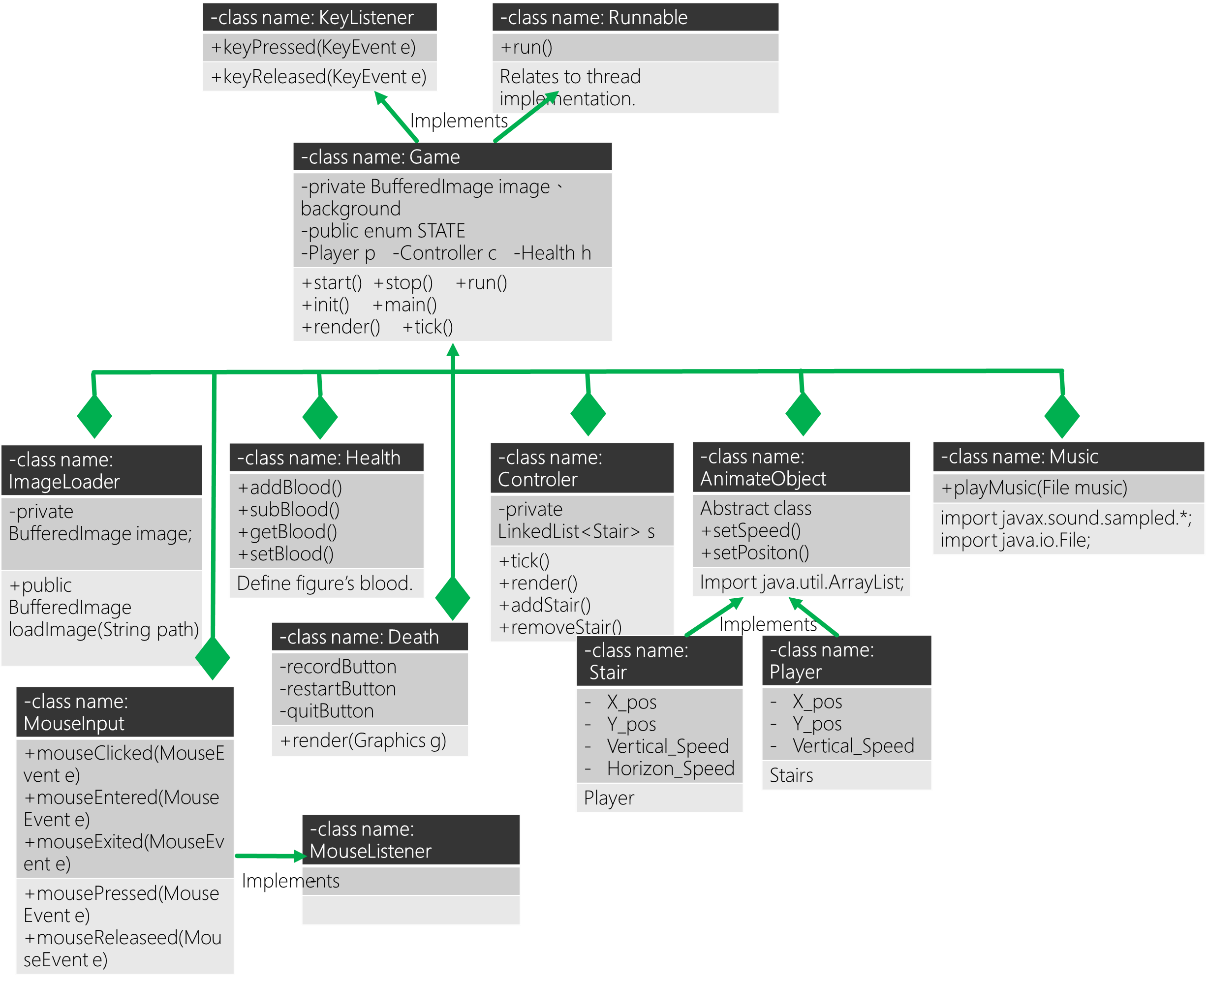 -class name: KeyListener
+keyPressed(KeyEvent e)
+keyReleased(KeyEvent e)
-class name: Runnable
+run()
Relates to thread
implementation.
Implements
-class name: Game
-private BufferedImage image、
background
-public enum STATE
-Player p -Controller c -Health h
+start() +stop() +run()
+init() +main()
+render() +tick()
-class name:
ImageLoader
-private
BufferedImage image;
+public
BufferedImage
loadImage(String path)
-class name: Health
+addBlood()
+subBlood()
+getBlood()
+setBlood()
Define figure’s blood.
-class name:
Controler
-private
LinkedList<Stair> s
+tick()
+render()
+addStair()
+removeStair()
-class name:
AnimateObject
Abstract class
+setSpeed()
+setPositon()
Import java.util.ArrayList;
-class name: Music
+playMusic(File music)
import javax.sound.sampled.*;
import java.io.File;
Implements
-class name: Death
-recordButton
-restartButton
-quitButton
+render(Graphics g)
-class name:
Stair
- X_pos
- Y_pos
- Vertical_Speed
- Horizon_Speed
Player
-class name:
Player
- X_pos
- Y_pos
- Vertical_Speed
Stairs
-class name:
MouseInput
+mouseClicked(MouseE
vent e)
+mouseEntered(Mouse
Event e)
+mouseExited(MouseEv
ent e)
+mousePressed(Mouse
Event e)
+mouseReleaseed(Mou
seEvent e)
-class name:
MouseListener
-
Implements